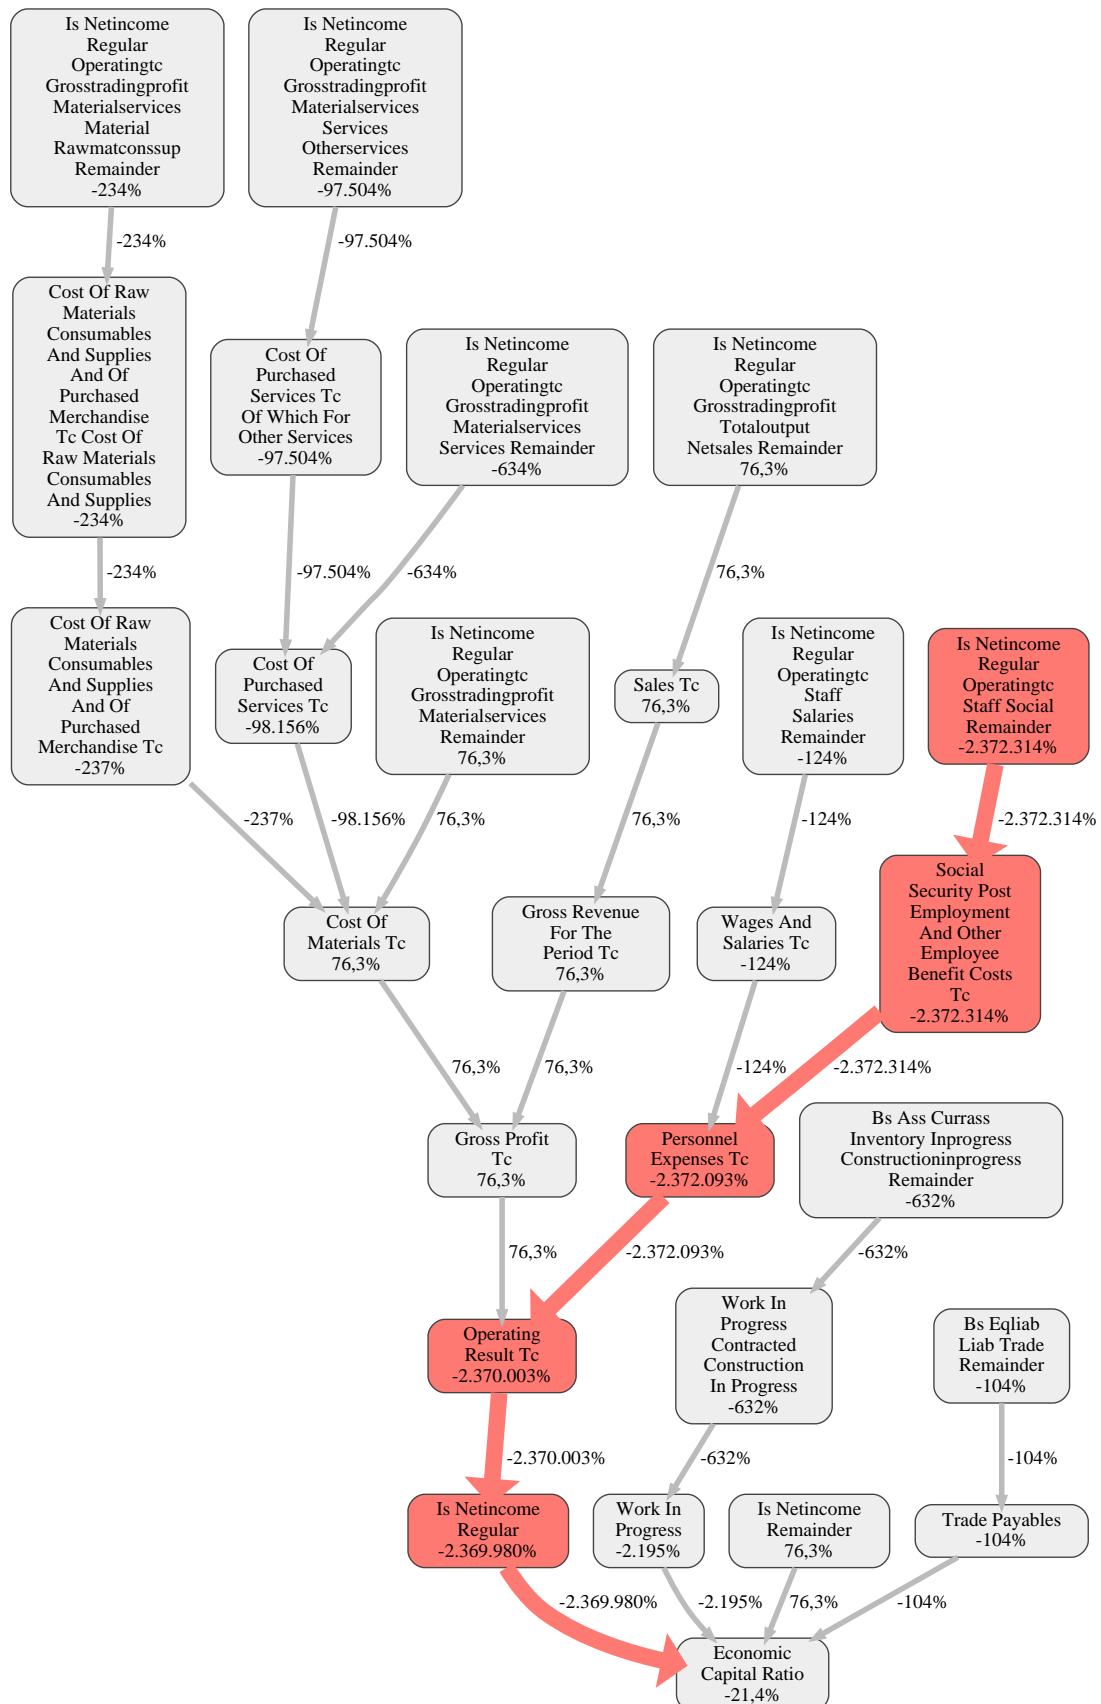 Is Netincome
Regular
Operatingtc
Grosstradingprofit
Materialservices
Material
Rawmatconssup
Remainder
-234%
Is Netincome
Regular
Operatingtc
Grosstradingprofit
Materialservices
Services
Otherservices
Remainder
-97.504%
-234%
-97.504%
Cost Of Raw
Materials
Consumables
And Supplies
And Of
Purchased
Merchandise
Tc Cost Of
Raw Materials
Consumables
And Supplies
-234%
Cost Of
Purchased
Services Tc
Of Which For
Other Services
-97.504%
Is Netincome
Regular
Operatingtc
Grosstradingprofit
Materialservices
Services Remainder
-634%
Is Netincome
Regular
Operatingtc
Grosstradingprofit
Totaloutput
Netsales Remainder
76,3%
-234%
-97.504%
-634%
76,3%
Cost Of Raw
Materials
Consumables
And Supplies
And Of
Purchased
Merchandise Tc
-237%
Cost Of
Purchased
Services Tc
-98.156%
Is Netincome
Regular
Operatingtc
Grosstradingprofit
Materialservices
Remainder
76,3%
Sales Tc
76,3%
Is Netincome
Regular
Operatingtc
Staff
Salaries
Remainder
-124%
Is Netincome
Regular
Operatingtc
Staff Social
Remainder
-2.372.314%
-237%
-98.156%
76,3%
76,3%
-124%
-2.372.314%
Cost Of
Materials Tc
76,3%
Gross Revenue
For The
Period Tc
76,3%
Wages And
Salaries Tc
-124%
Social
Security Post
Employment
And Other
Employee
Benefit Costs
Tc
-2.372.314%
76,3%
76,3%
-124%
-2.372.314%
Gross Profit
Tc
76,3%
Personnel
Expenses Tc
-2.372.093%
Bs Ass Currass
Inventory Inprogress
Constructioninprogress
Remainder
-632%
76,3%
-2.372.093%
-632%
Operating
Result Tc
-2.370.003%
Work In
Progress
Contracted
Construction
In Progress
-632%
Bs Eqliab
Liab Trade
Remainder
-104%
-2.370.003%
-632%
-104%
Is Netincome
Regular
-2.369.980%
Work In
Progress
-2.195%
Is Netincome
Remainder
76,3%
Trade Payables
-104%
-2.369.980%
-2.195%
76,3%
-104%
Economic
Capital Ratio
-21,4%